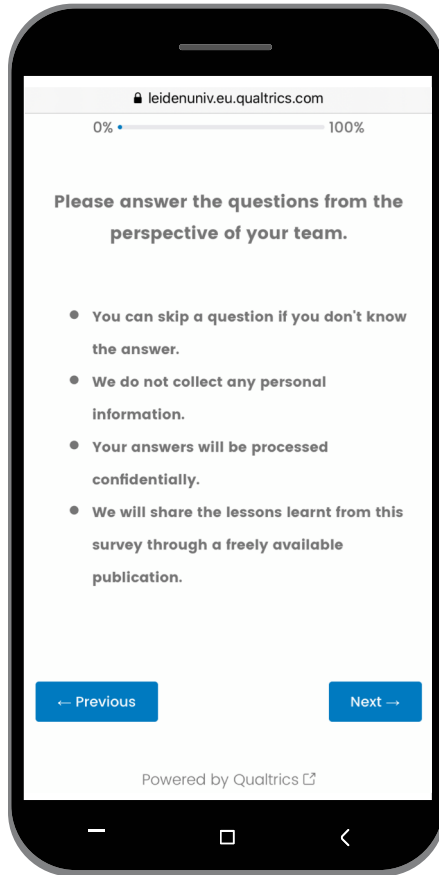 leidenuniv.eu.qualtrics.com
0% 100%
Please answer the questions from the
perspective of your team.
• You can skip a question if you don't know
the answer.
• We do not collect any personal
information.
• Your answers will be processed
confidentially.
• We will share the lessons learnt from this
survey through a freely available
publication.
← Previous Next →
Powered by Qualtrics